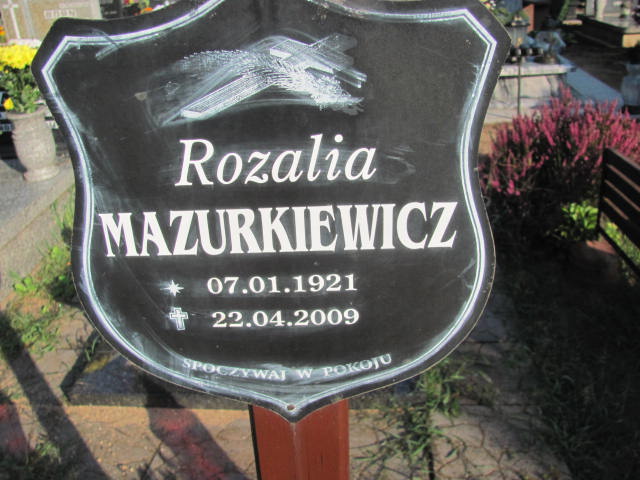 Rozalia
MAZURKIEWICZ
07.01.1921
22.04.2009
SPOCZYWAJ W POKOJU